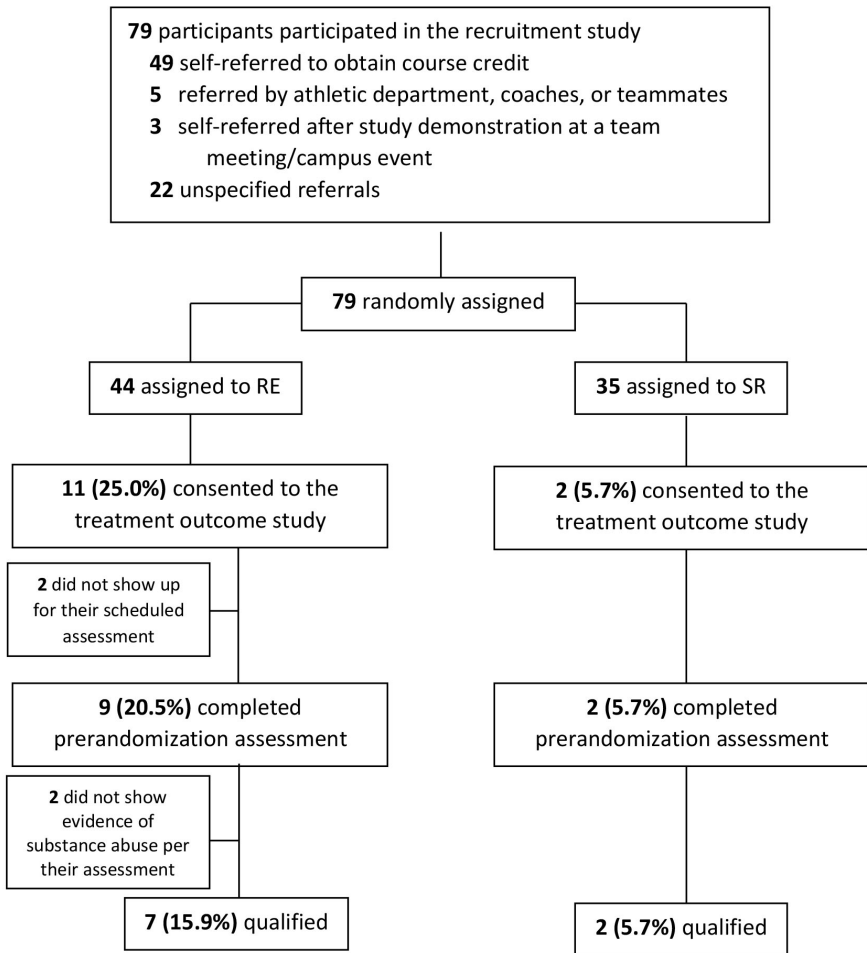 79 participants participated in the recruitment study
49 self-referred to obtain course credit
5 referred by athletic department, coaches, or teammates
3 self-referred after study demonstration at a team
meeting/campus event
22 unspecified referrals
79 randomly assigned
44 assigned to RE
35 assigned to SR
11 (25.0%) consented to the
treatment outcome study
2 (5.7%) consented to the
treatment outcome study
2 did not show up
for their scheduled
assessment
9 (20.5%) completed
prerandomization assessment
2 (5.7%) completed
prerandomization assessment
2 did not show
evidence of
substance abuse per
their assessment
7 (15.9%) qualified
2 (5.7%) qualified